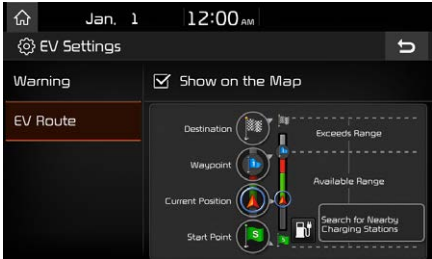 Jan. 1 12:00 AM
EV Settings
Warning
Show on the Map
EV Route
Destination
Exceeds Range
Waypoint
Available Range
Current Position
Search for Nearby
Charging Stations
Start Point
S
S